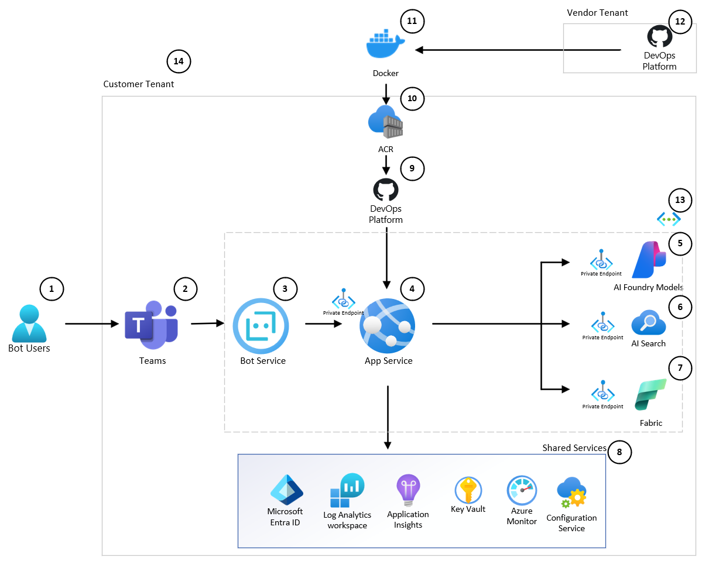 Vendor Tenant
12
11
DevOps
Platform
14
Docker
Customer Tenant
10
ACR
9
DevOps
Platform
13
5
Private Endpoint
AI Foundry Models
1
2
3
4
6
T
Private Endpoint
Private Endpoint
AI Search
Bot Users
Teams
Bot Service
App Service
7
Private Endpoint
Fabric
Shared Services
8
Microsoft
Entra ID
Log Analytics
workspace
Application
Insights
Key Vault
Azure
Monitor
Configuration
Service